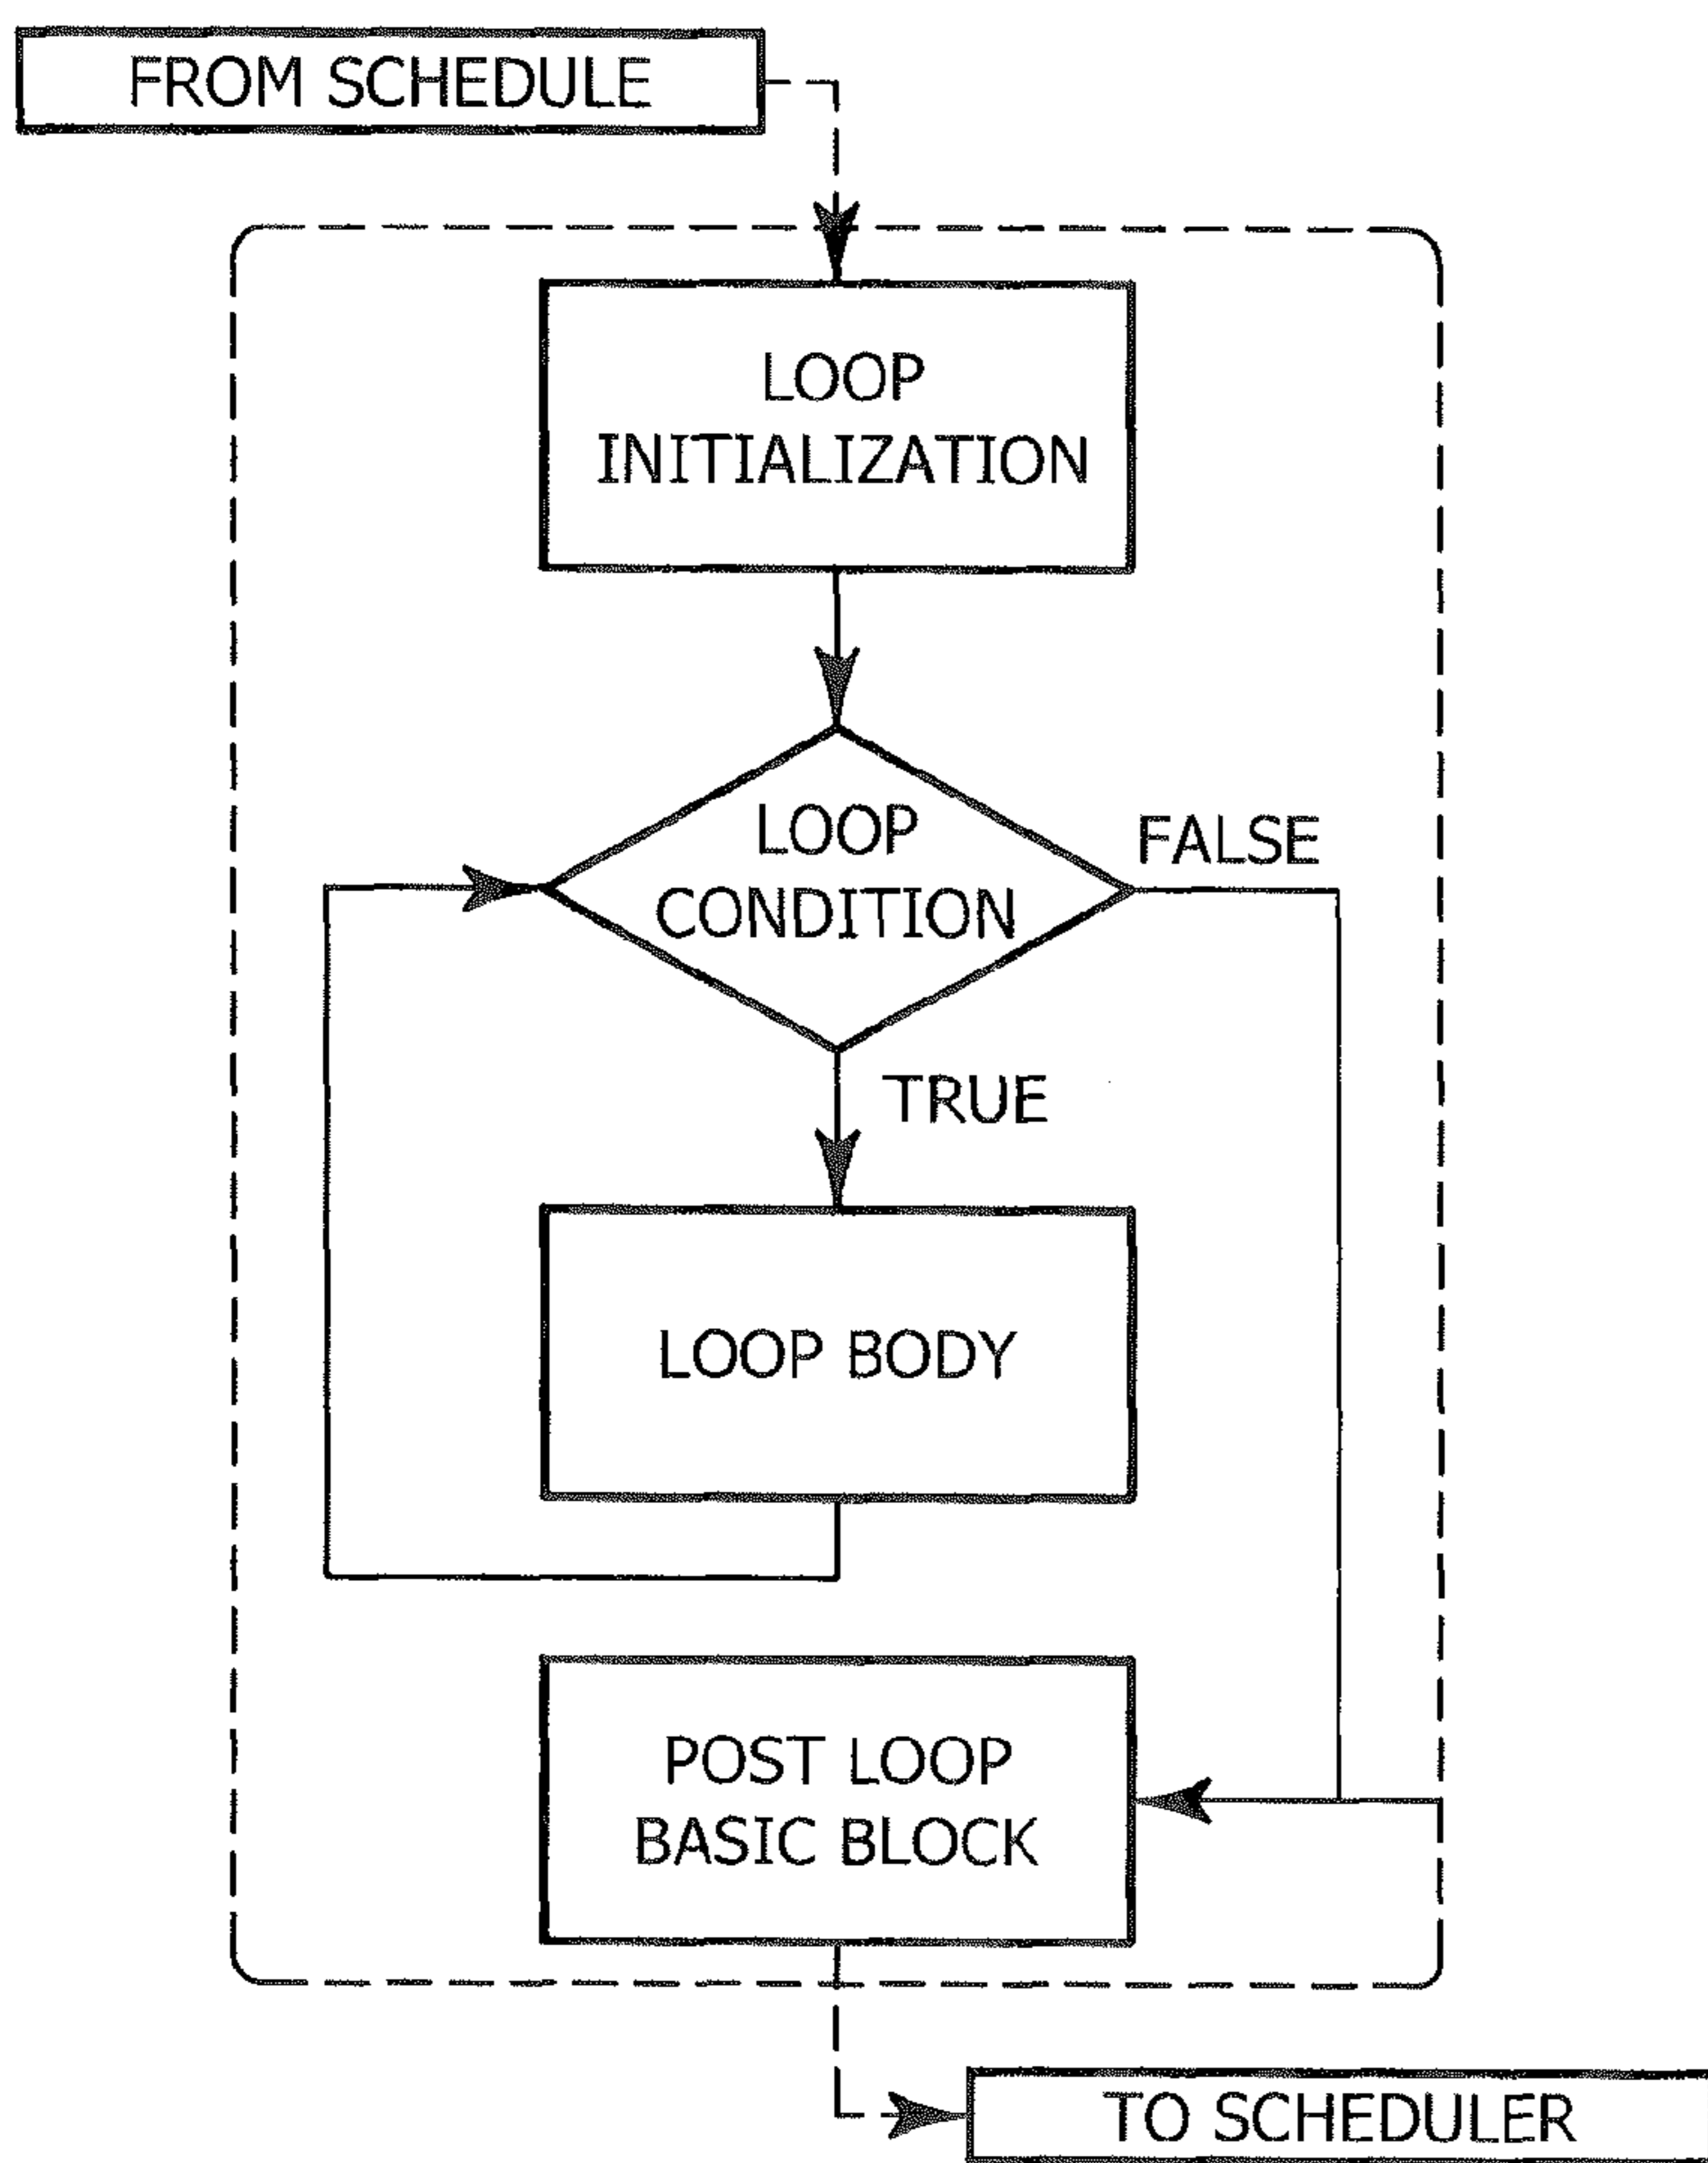 FROM SCHEDULE
LOOP
INITIALIZATION
LOOP
CONDITION
FALSE
TRUE
LOOP BODY
POST LOOP
BASIC BLOCK
TO SCHEDULER